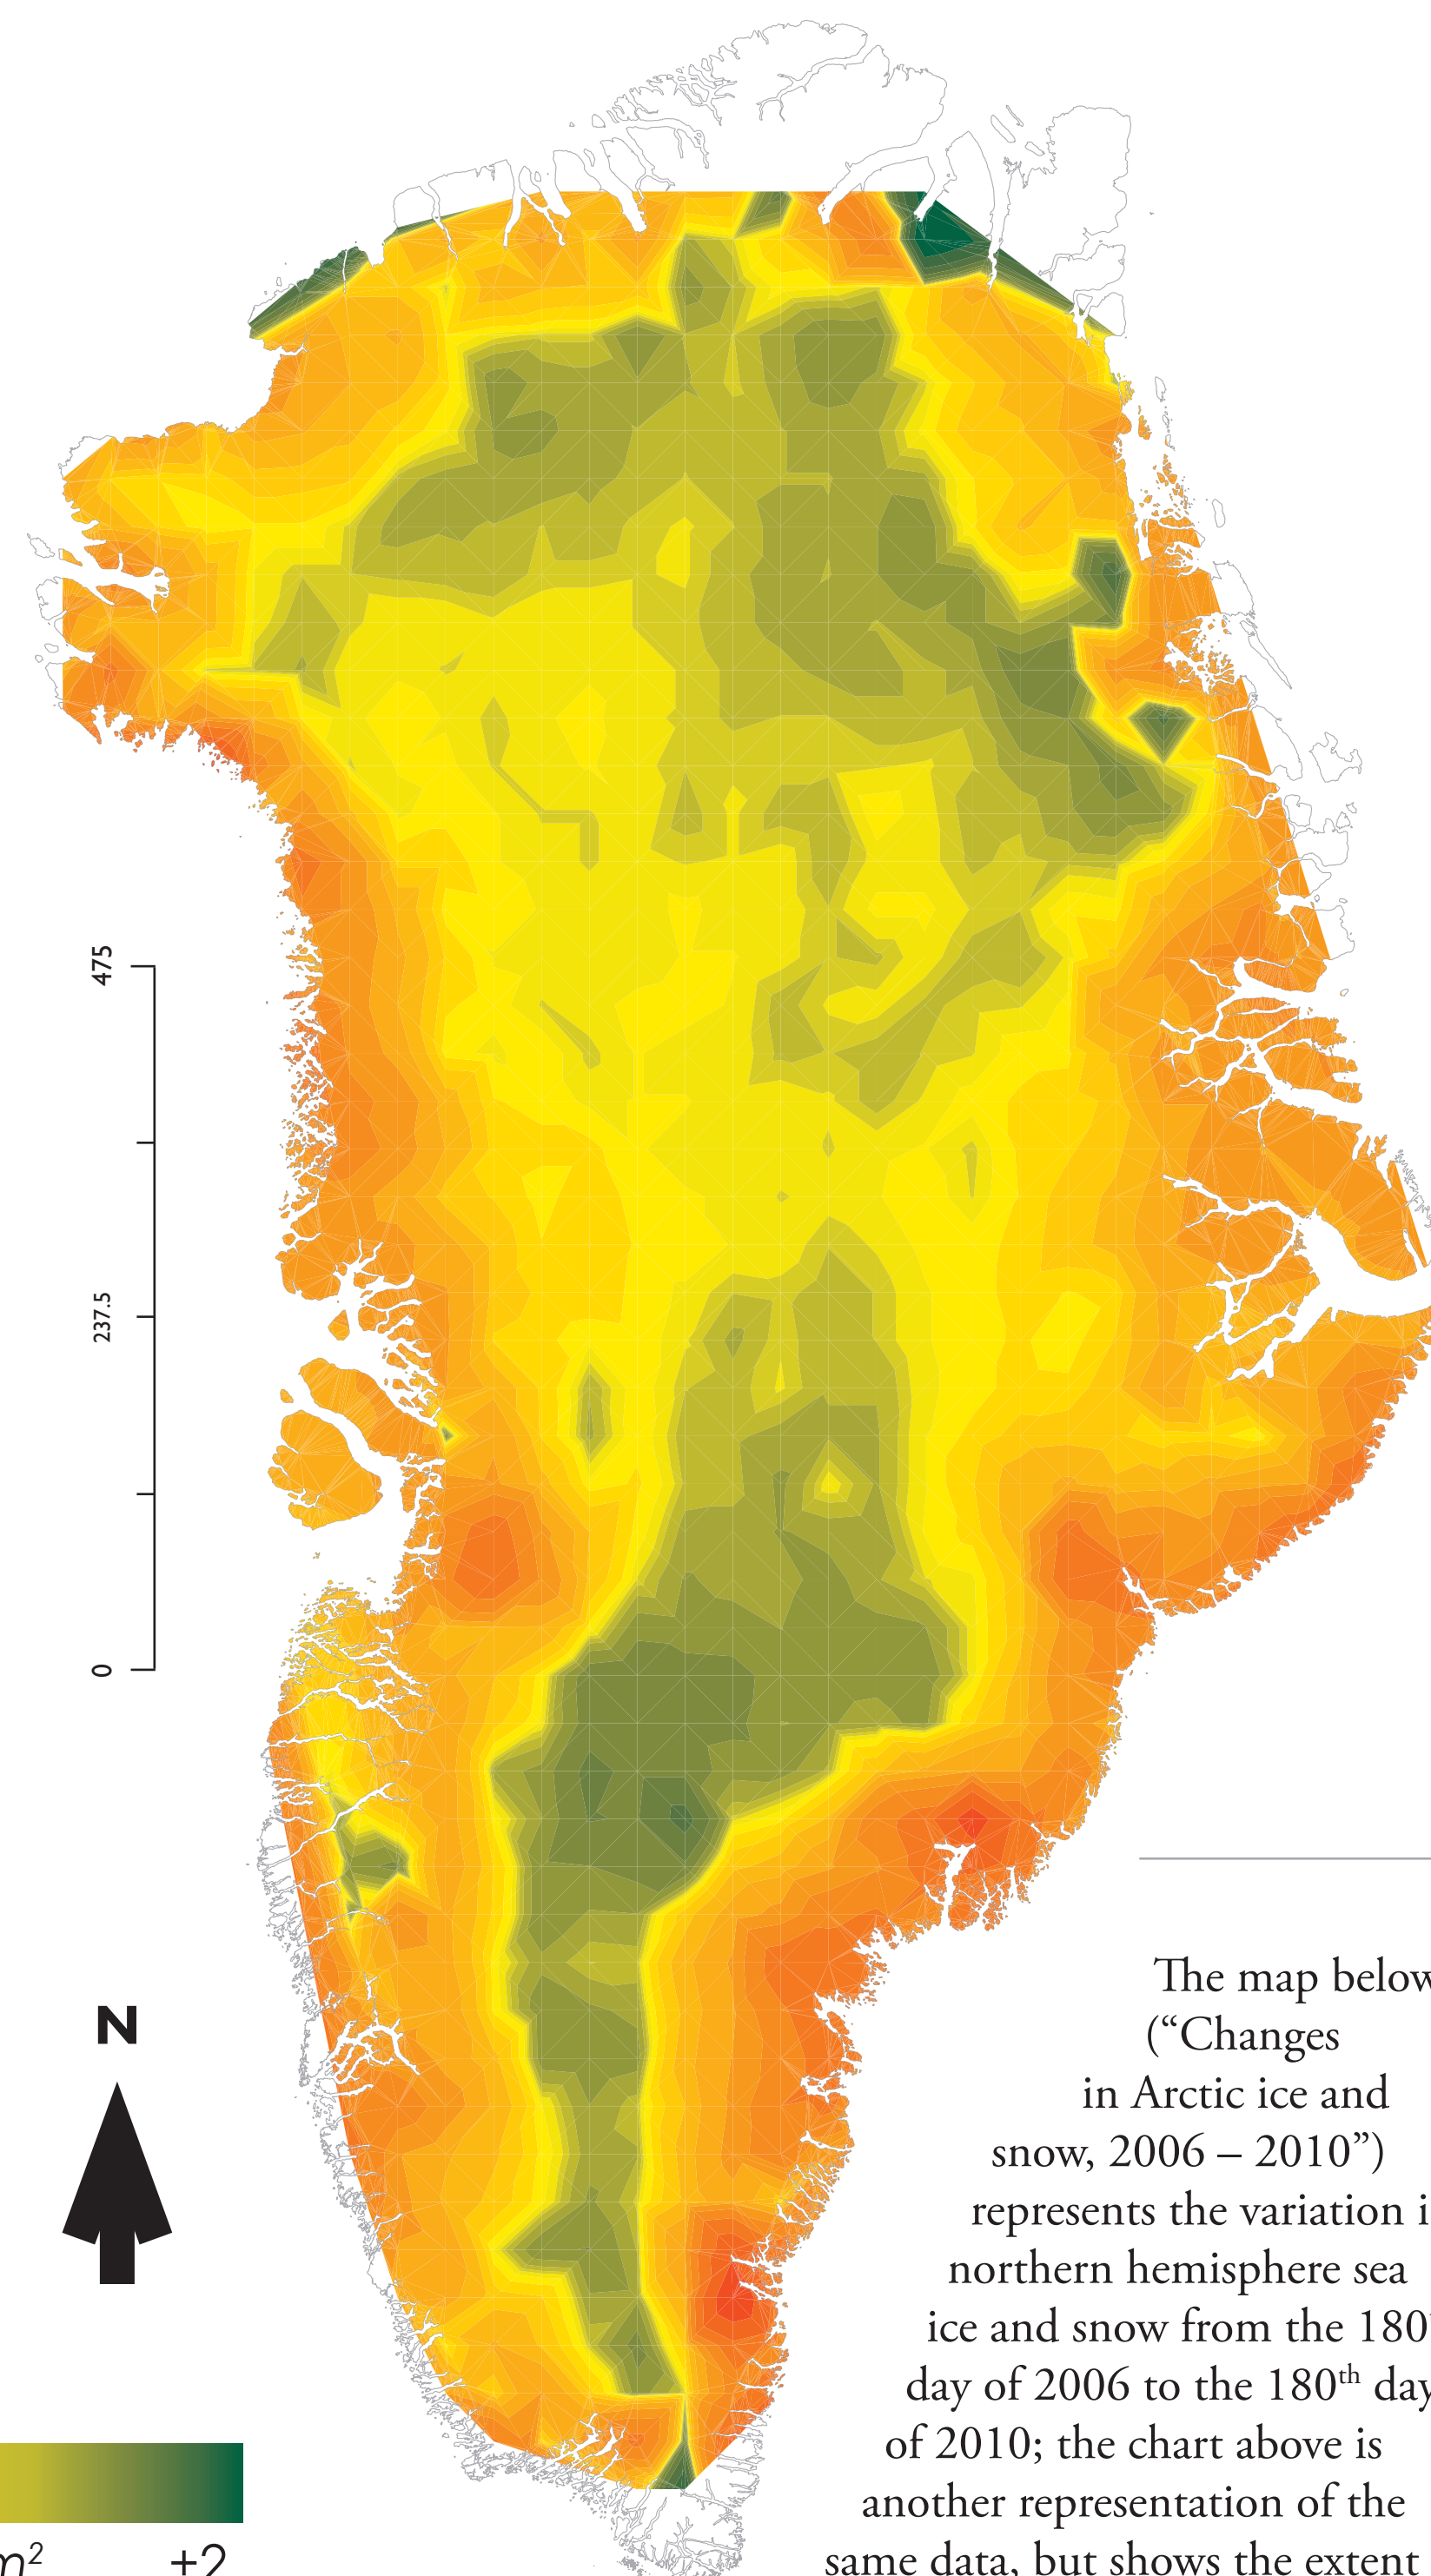 475
237.5
0
N
The map below
(“Changes
in Arctic ice and
snow, 2006 – 2010”)
represents the variation i
northern hemisphere sea
ice and snow from the 180
day of 2006 to the 180th day
of 2010; the chart above is
another representation of the
same data, but shows the extent
m² +2